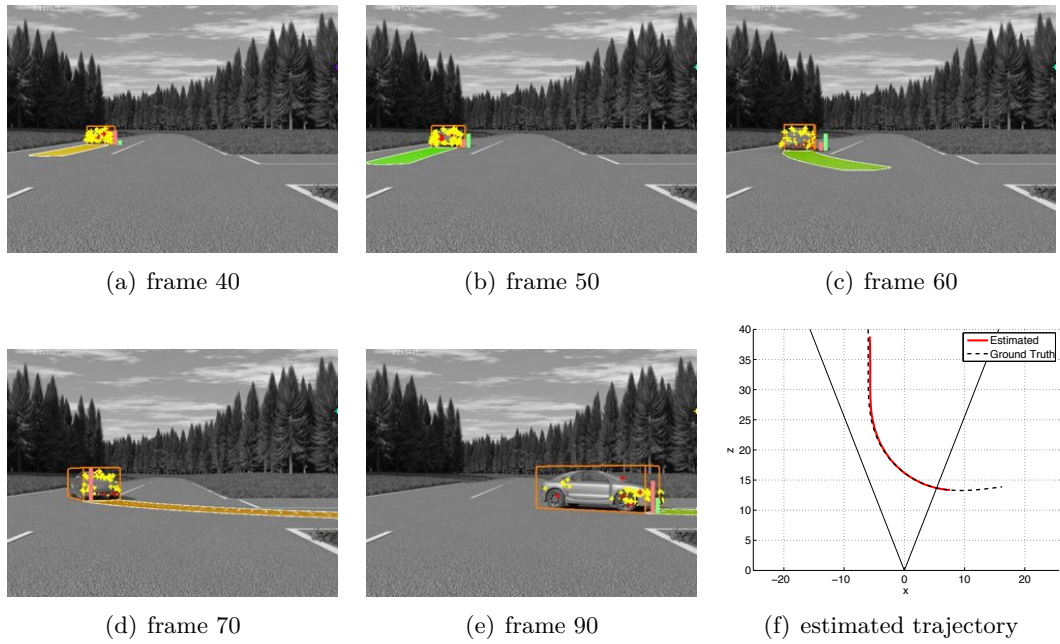 (a) frame 40
(b) frame 50
(c) frame 60
(d) frame 70
(e) frame 90
40
35
30
25
20
15
10
5
0
z
−20
−10
0
10
20
x
Estimated
Ground Truth
(f) estimated trajectory